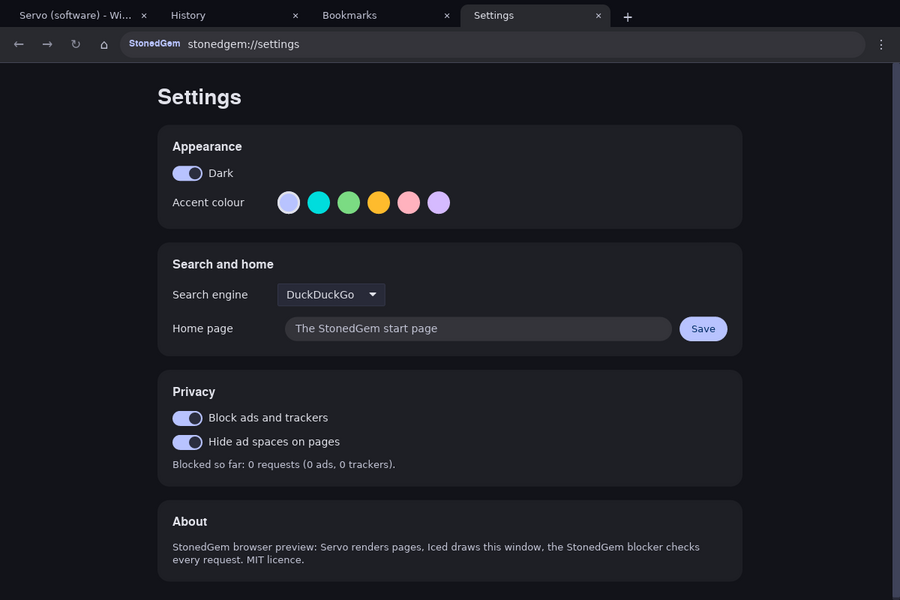 Servo (software) - Wi... × History × Bookmarks × Settings × +
StonedGem stonedgem://settings
Settings
Appearance
Dark
Accent colour
Search and home
Search engine DuckDuckGo
Home page The StonedGem start page Save
Privacy
Block ads and trackers
Hide ad spaces on pages
Blocked so far: 0 requests (0 ads, 0 trackers).
About
StonedGem browser preview: Servo renders pages, Iced draws this window, the StonedGem blocker checks
every request. MIT licence.